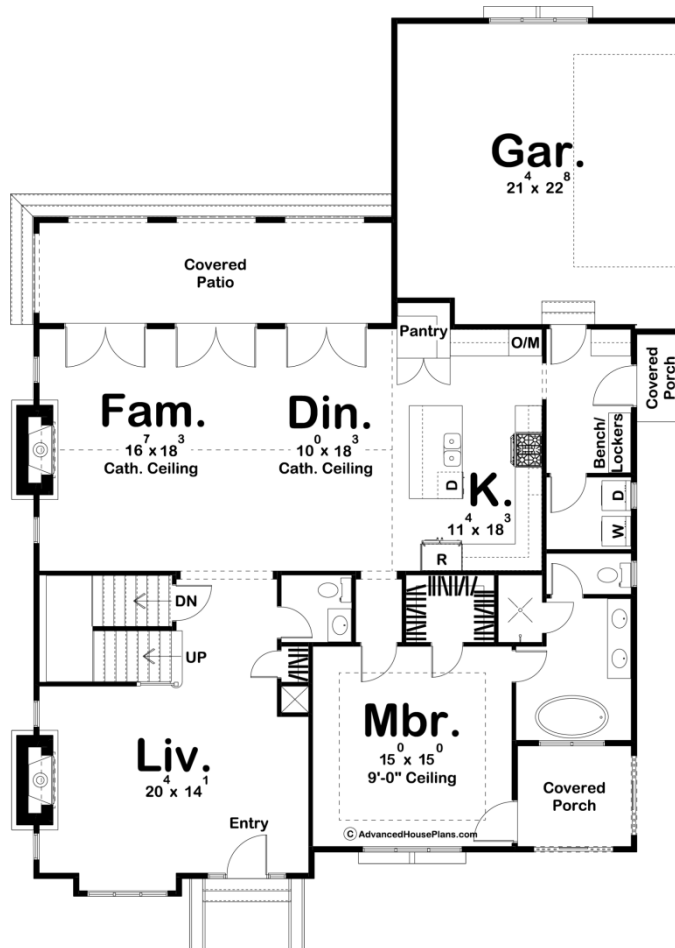 Gar.
21⁴ x 22⁸
Covered
Patio
Pantry
O/M
Covered
Porch
Fam.
16⁷ x 18³
Cath. Ceiling
Din.
10⁰ x 18³
Cath. Ceiling
Bench/
Lockers
D
K.
11⁴ x 18³
D
W
R
DN
UP
Mbr.
15⁰ x 15⁰
9'-0" Ceiling
Liv.
20⁴ x 14¹
Covered
Porch
Entry
© AdvancedHousePlans.com